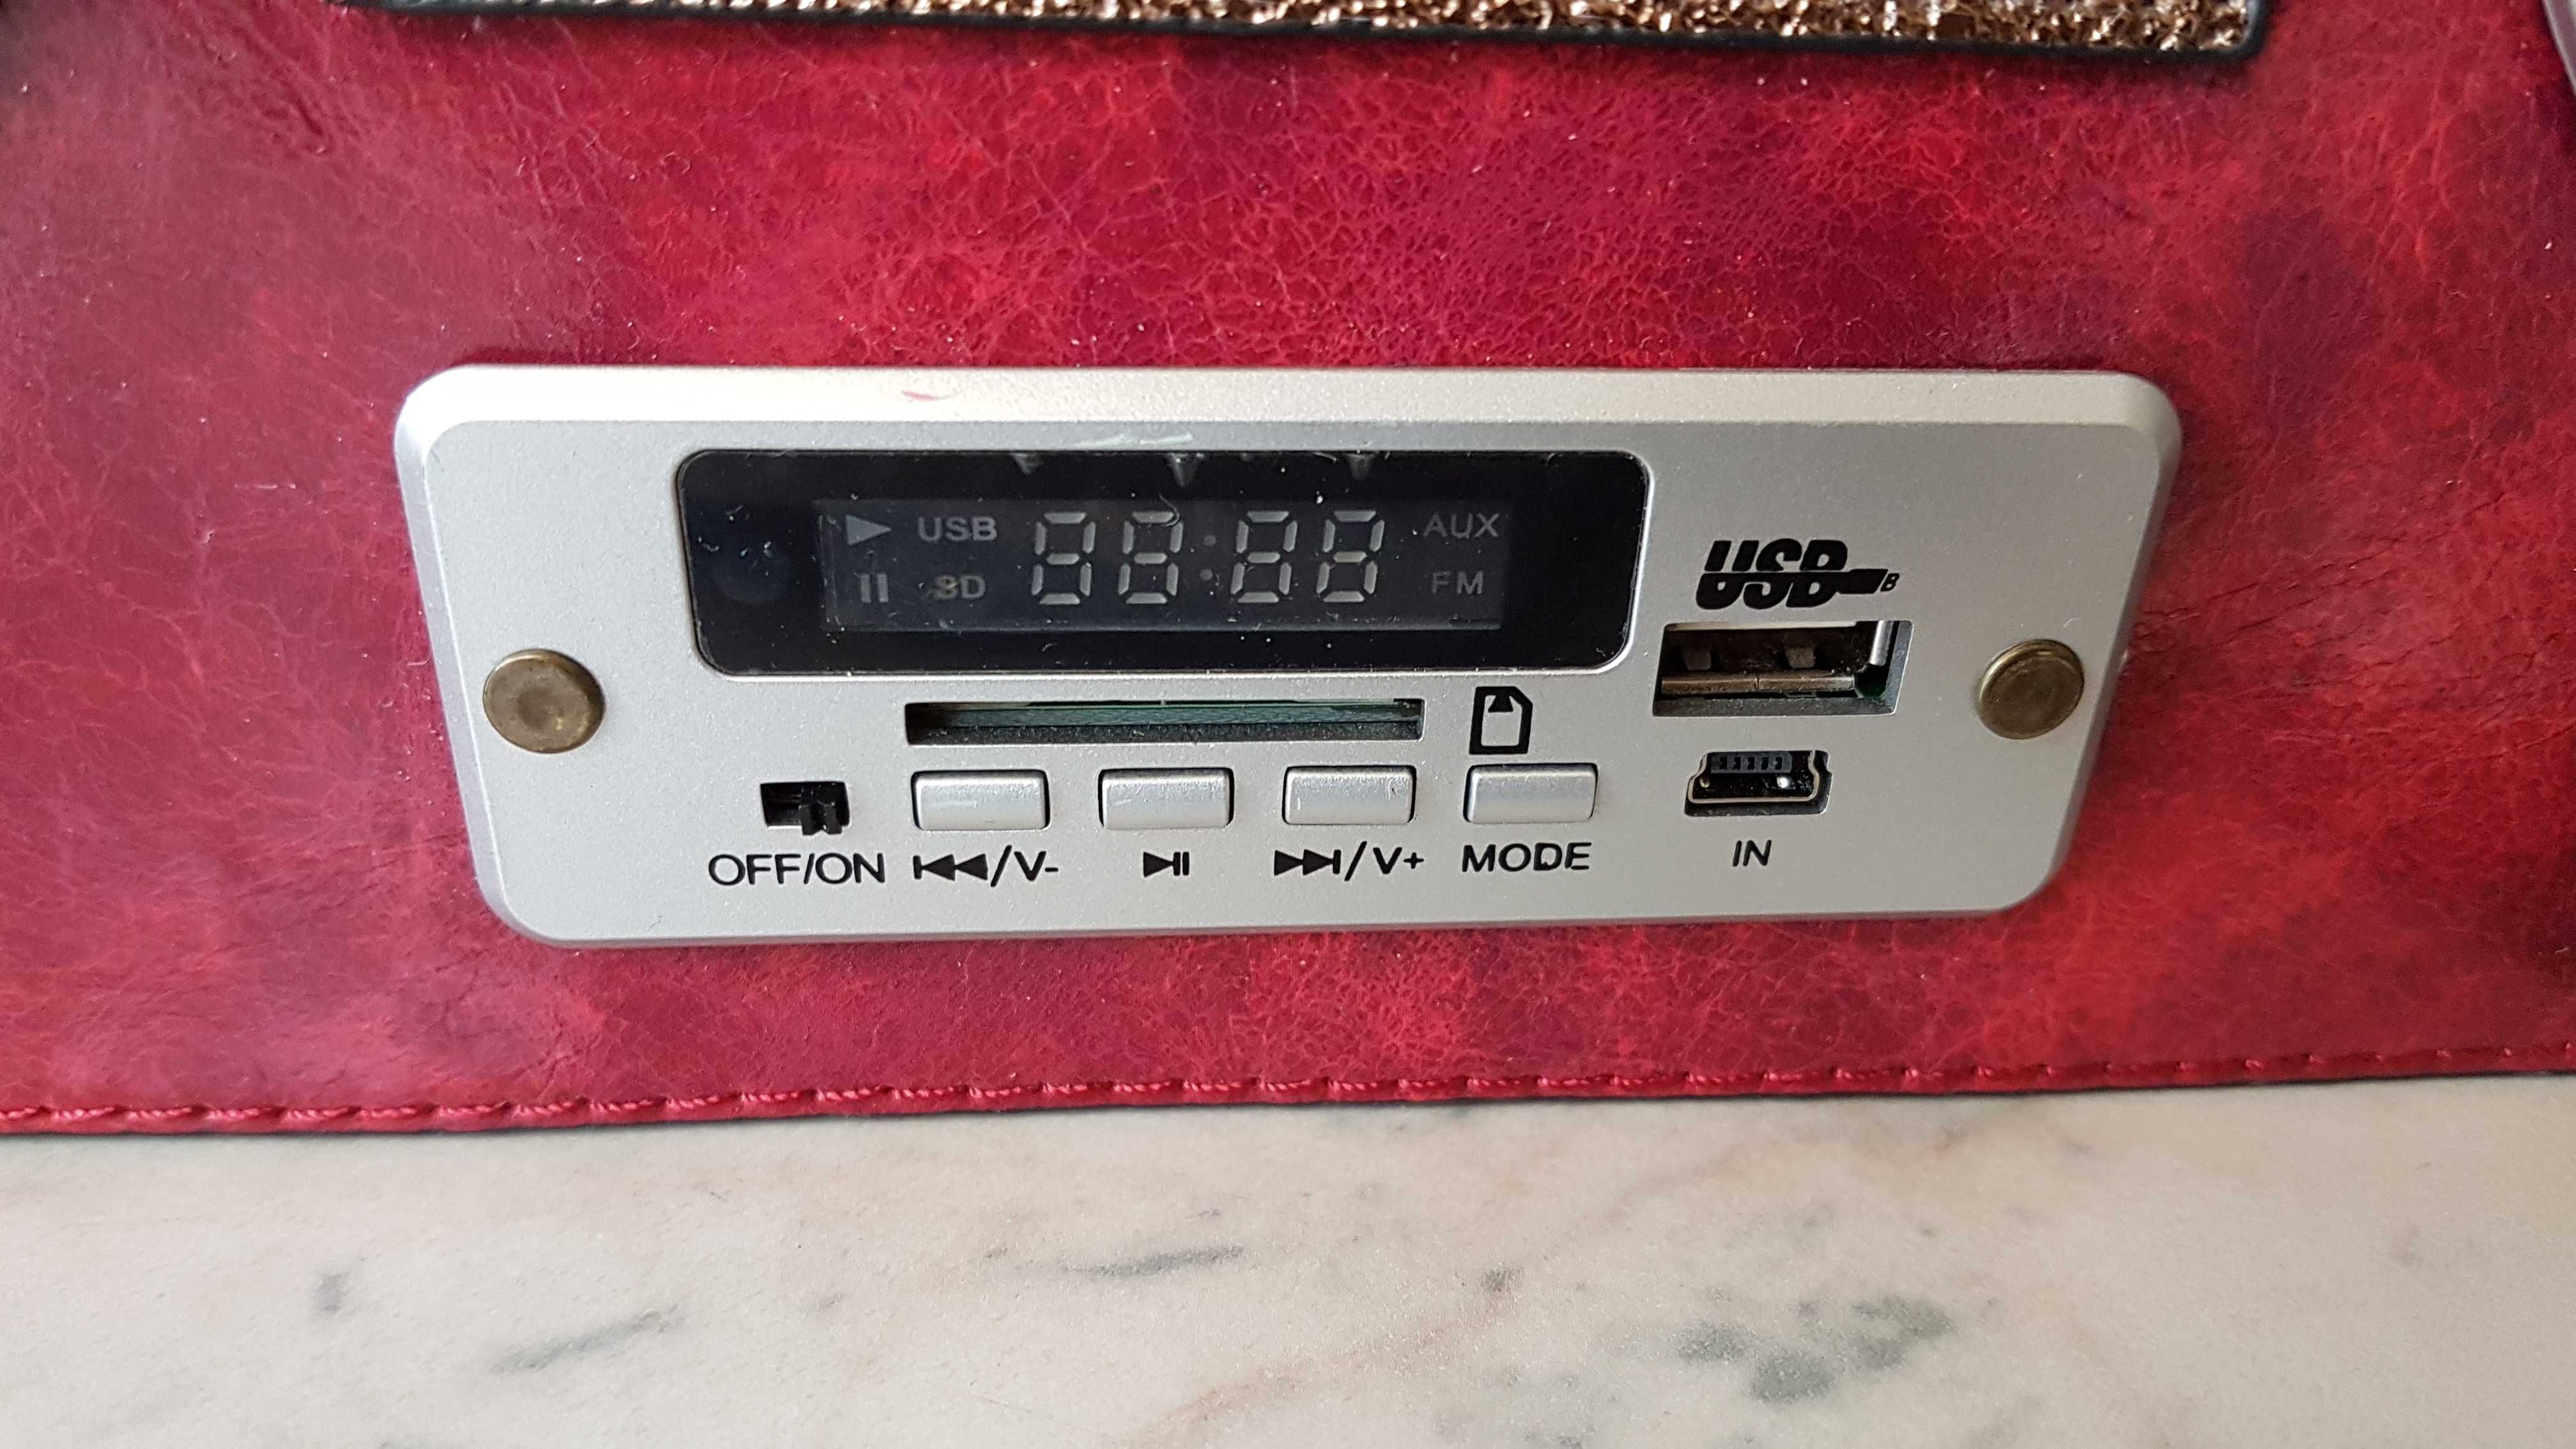 USB 88:88 AUX
SD FM
USB
OFF/ON /V- /V+ MODE IN